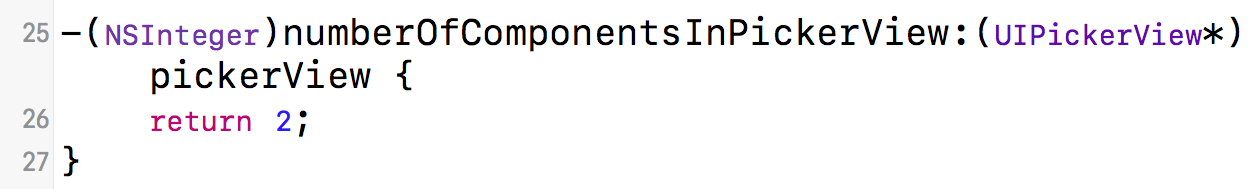 25 -(NSInteger)numberOfComponentsInPickerView:(UIPickerView*)
pickerView {
26 return 2;
27 }